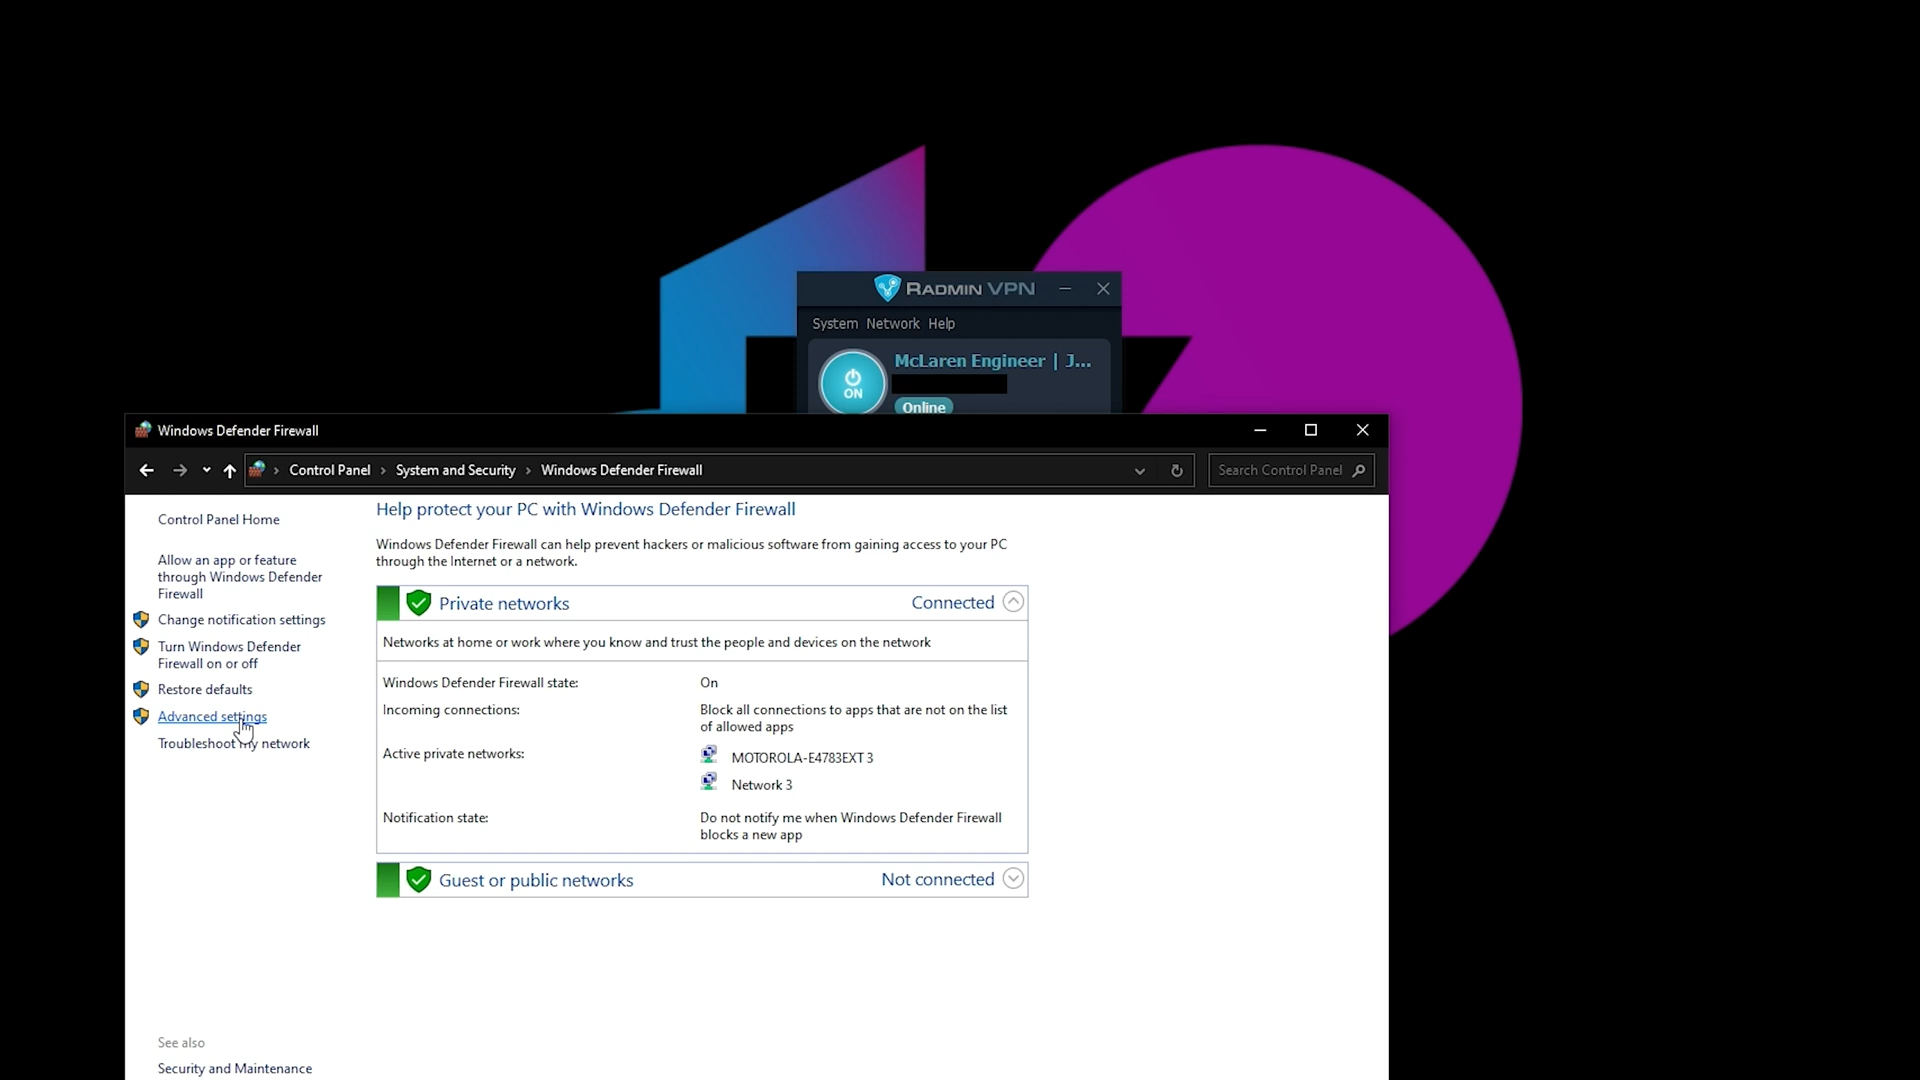 RADMIN VPN
System Network Help
McLaren Engineer | J...
ON
Online
Windows Defender Firewall
Control Panel System and Security Windows Defender Firewall
Search Control Panel
Control Panel Home
Allow an app or feature
through Windows Defender
Firewall
Change notification settings
Turn Windows Defender
Firewall on or off
Restore defaults
Advanced settings
Troubleshoot my network
See also
Security and Maintenance
Help protect your PC with Windows Defender Firewall
Windows Defender Firewall can help prevent hackers or malicious software from gaining access to your PC
through the Internet or a network.
Private networks Connected
Networks at home or work where you know and trust the people and devices on the network
Windows Defender Firewall state: On
Incoming connections: Block all connections to apps that are not on the list
of allowed apps
Active private networks: MOTOROLA-E4783EXT 3
Network 3
Notification state: Do not notify me when Windows Defender Firewall
blocks a new app
Guest or public networks Not connected